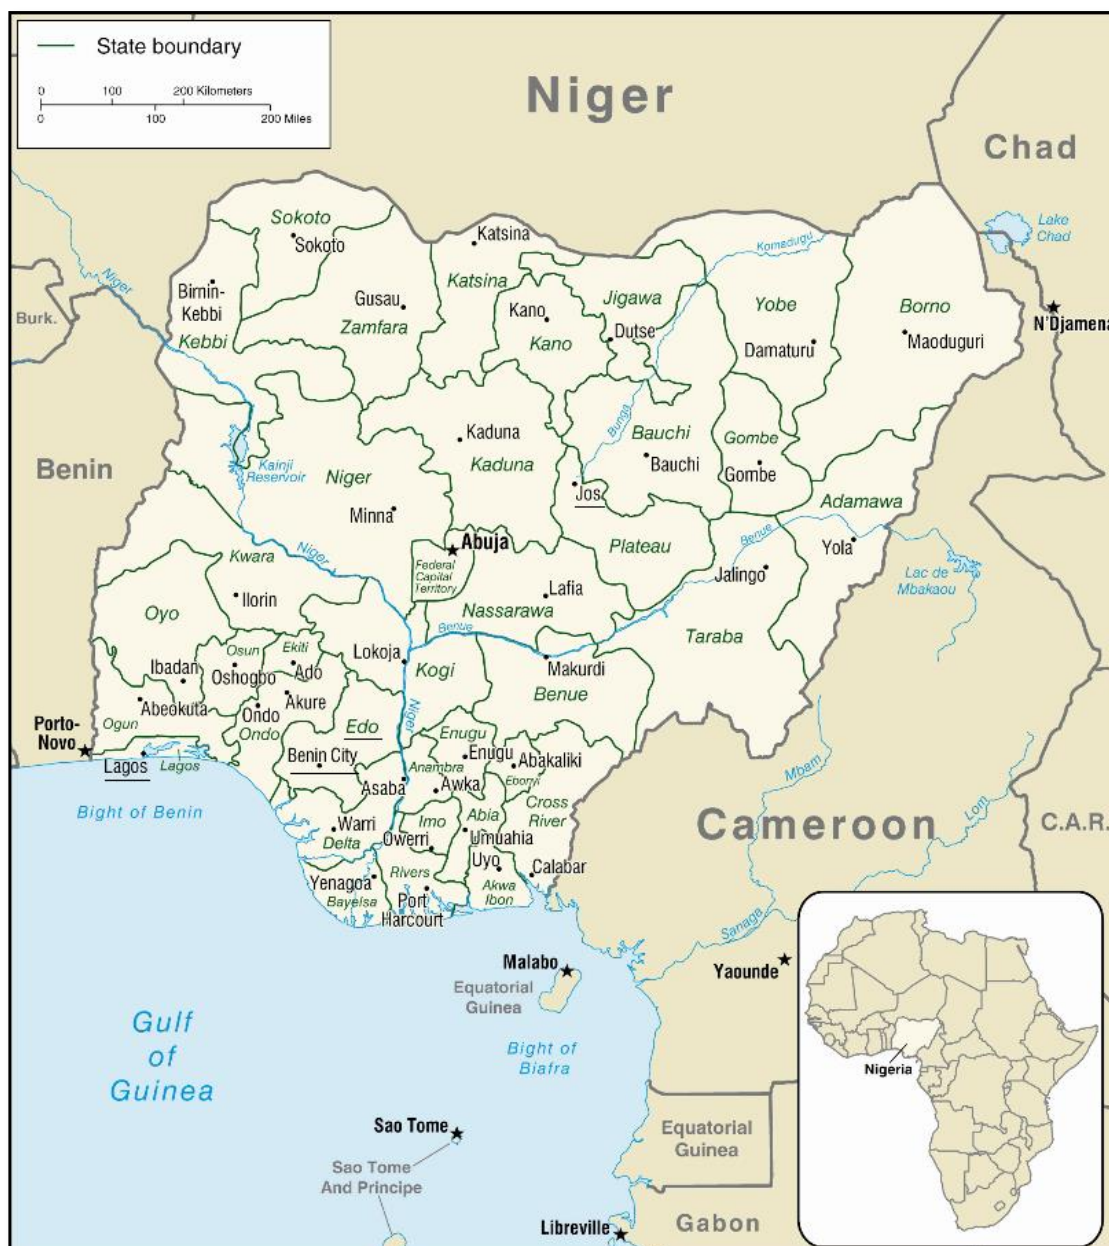 State boundary
0 100 200 Kilometers
0 100 200 Miles
Niger
Chad
Lake
Chad
N'Djamena
Niger
Burk.
Benin
Sokoto
Sokoto
Katsina
Katsina
Komadugu
Birnin-
Kebbi
Kebbi
Gusau
Zamfara
Kano
Kano
Jigawa
Dutse
Yobe
Damaturu
Borno
Maoduguri
Kaduna
Kaduna
Bunga
Bauchi
Bauchi
Gombe
Gombe
Adamawa
Kainji
Reservoir
Niger
Minna
Jos
Abuja
Federal
Capital
Territory
Plateau
Benue
Yola
Jalingo
Lac de
Mbakaou
Kwara
Niger
Ilorin
Oyo
Lafia
Nassarawa
Benue
Taraba
Osun
Ekiti
Ibadan
Oshogbo
Ado
Lokoja
Kogi
Makurdi
Benue
Abeokuta
Akure
Ondo
Ogun
Ondo
Edo
Niger
Porto-
Novo
Lagos
Lagos
Benin City
Enugu
Enugu
Abakaliki
Anambra
Ebonyi
Asaba
Awka
Cross
River
Bight of Benin
Warri
Delta
Imo
Abia
Owerri
Umuahia
Uyo
Calabar
Yenagoa
Bayelsa
Rivers
Port
Harcourt
Akwa
Ibon
Mbam
Lom
Cameroon
C.A.R.
Sanaga
Yaounde
Malabo
Equatorial
Guinea
Bight of
Biafra
Gulf
of
Guinea
Sao Tome
Sao Tome
And Principe
Equatorial
Guinea
Libreville
Gabon
Nigeria